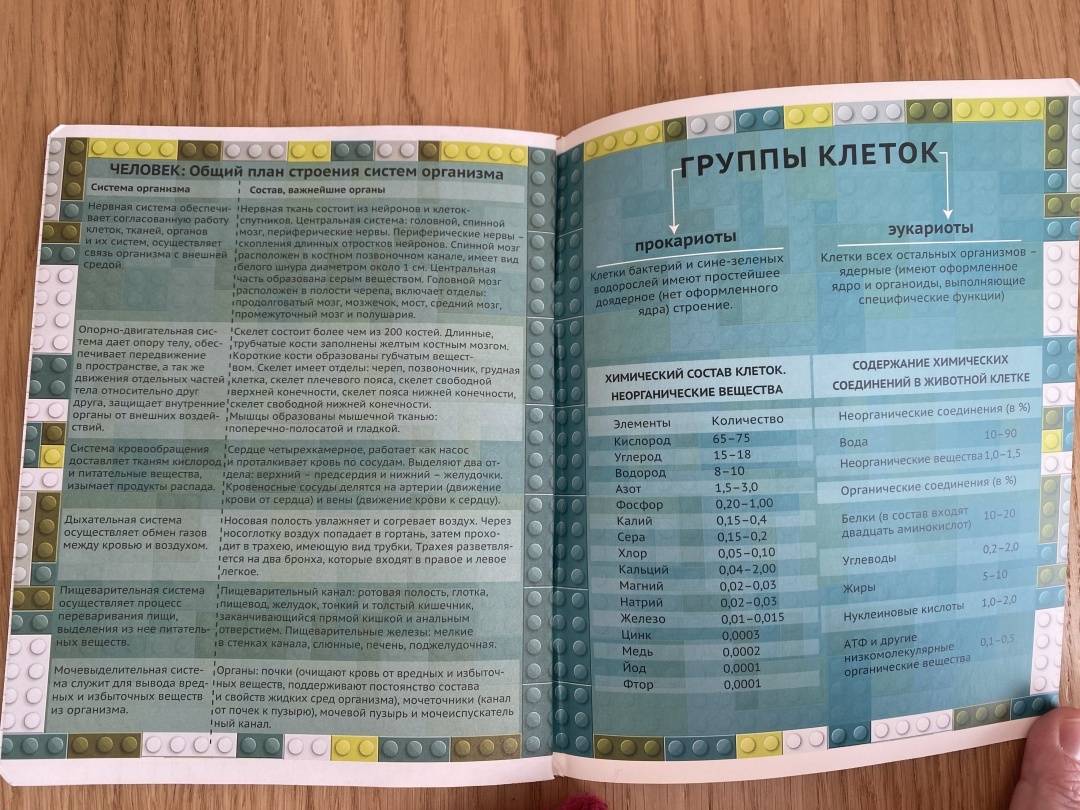 ЧЕЛОВЕК: Общий план строения систем организма
Система организма
Состав, важнейшие органы
Нервная система обеспечи-
вает согласованную работу
клеток, тканей, органов
и их систем, осуществляет
связь организма с внешней
средой.
Нервная ткань состоит из нейронов и клеток-
спутников. Центральная система: головной, спинной
мозг, периферические нервы. Периферические нервы –
скопления длинных отростков нейронов. Спинной мозг
расположен в костном позвоночном канале, имеет вид
белого шнура диаметром около 1 см. Центральная
часть образована серым веществом. Головной мозг
расположен в полости черепа, включает отделы:
продолговатый мозг, мозжечок, мост, средний мозг,
промежуточный мозг и полушария.
Опорно-двигательная сис-
тема дает опору телу, обес-
печивает передвижение
в пространстве, а так же
движения отдельных частей
тела относительно друг
друга, защищает внутренние
органы от внешних воздей-
ствий.
Скелет состоит более чем из 200 костей. Длинные,
трубчатые кости заполнены желтым костным мозгом.
Короткие кости образованы губчатым вещест-
вом. Скелет имеет отделы: череп, позвоночник, грудная
клетка, скелет плечевого пояса, скелет свободной
верхней конечности, скелет пояса нижней конечности,
скелет свободной нижней конечности.
Мышцы образованы мышечной тканью:
поперечно-полосатой и гладкой.
Система кровообращения
доставляет тканям кислород
и питательные вещества,
изымает продукты распада.
Сердце четырехкамерное, работает как насос
и проталкивает кровь по сосудам. Выделяют два от-
дела: верхний – предсердия и нижний – желудочки.
Кровеносные сосуды делятся на артерии (движение
крови от сердца) и вены (движение крови к сердцу).
Дыхательная система
осуществляет обмен газов
между кровью и воздухом.
Носовая полость увлажняет и согревает воздух. Через
носоглотку воздух попадает в гортань, затем прохо-
дит в трахею, имеющую вид трубки. Трахея разветвля-
ется на два бронха, которые входят в правое и левое
легкое.
Пищеварительная система
осуществляет процесс
переваривания пищи,
выделения из нее питатель-
ных веществ.
Пищеварительный канал: ротовая полость, глотка,
пищевод, желудок, тонкий и толстый кишечник,
заканчивающийся прямой кишкой и анальным
отверстием. Пищеварительные железы: мелкие
в стенках канала, слюнные, печень, поджелудочная.
Мочевыделительная систе-
ма служит для вывода вред-
ных и избыточных веществ
из организма.
Органы: почки (очищают кровь от вредных и избыточ-
ных веществ, поддерживают постоянство состава
и свойств жидких сред организма), мочеточники (канал
от почек к пузырю), мочевой пузырь и мочеиспускатель
ный канал.
ГРУППЫ КЛЕТОК
прокариоты
Клетки бактерий и сине-зеленых
водорослей имеют простейшее
доядерное (нет оформленного
ядра) строение.
эукариоты
Клетки всех остальных организмов –
ядерные (имеют оформленное
ядро и органоиды, выполняющие
специфические функции)
ХИМИЧЕСКИЙ СОСТАВ КЛЕТОК.
НЕОРГАНИЧЕСКИЕ ВЕЩЕСТВА
Элементы Количество
Кислород 65–75
Углерод 15–18
Водород 8–10
Азот 1,5–3,0
Фосфор 0,20–1,00
Калий 0,15–0,4
Сера 0,15–0,2
Хлор 0,05–0,10
Кальций 0,04–2,00
Магний 0,02–0,03
Натрий 0,02–0,03
Железо 0,01–0,015
Цинк 0,0003
Медь 0,0002
Йод 0,0001
Фтор 0,0001
СОДЕРЖАНИЕ ХИМИЧЕСКИХ
СОЕДИНЕНИЙ В ЖИВОТНОЙ КЛЕТКЕ
Неорганические соединения (в %)
Вода 10–90
Неорганические вещества 1,0–1,5
Органические соединения (в %)
Белки (в состав входят
двадцать аминокислот) 10–20
Углеводы 0,2–2,0
Жиры 5–10
Нуклеиновые кислоты 1,0–2,0
АТФ и другие
низкомолекулярные
органические вещества 0,1–0,5